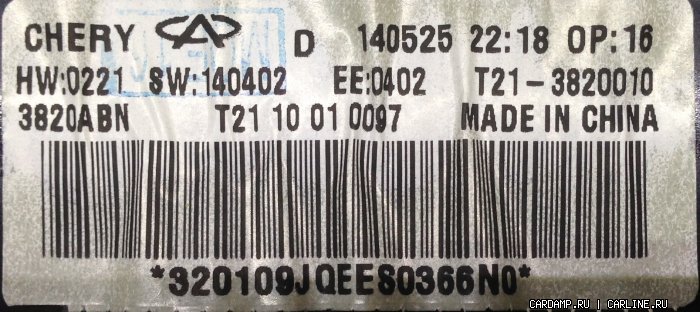 CHERY D 140525 22:18 OP:16
HW:0221 SW:140402 EE:0402 T21-3820010
3820ABN T21 10 01 0097 MADE IN CHINA
*320109JQEES0366N0*
CARDAMP.RU | CARLINE.RU